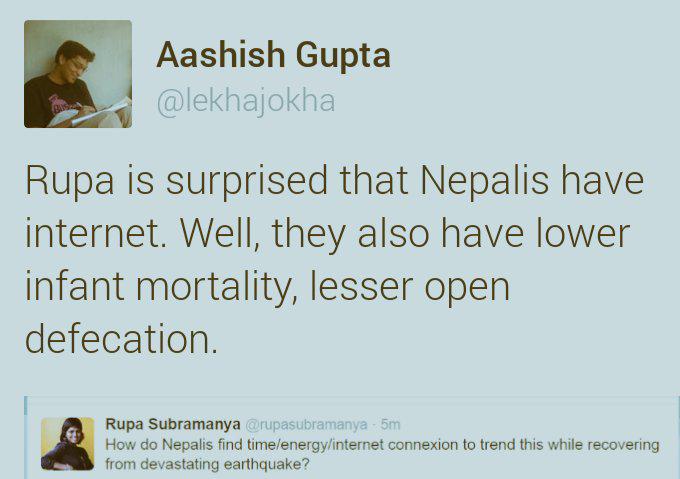 Aashish Gupta
@lekhajokha
Rupa is surprised that Nepalis have
internet. Well, they also have lower
infant mortality, lesser open
defecation.
Rupa Subramanya @rupasubramanya · 5m
How do Nepalis find time/energy/internet connexion to trend this while recovering
from devastating earthquake?